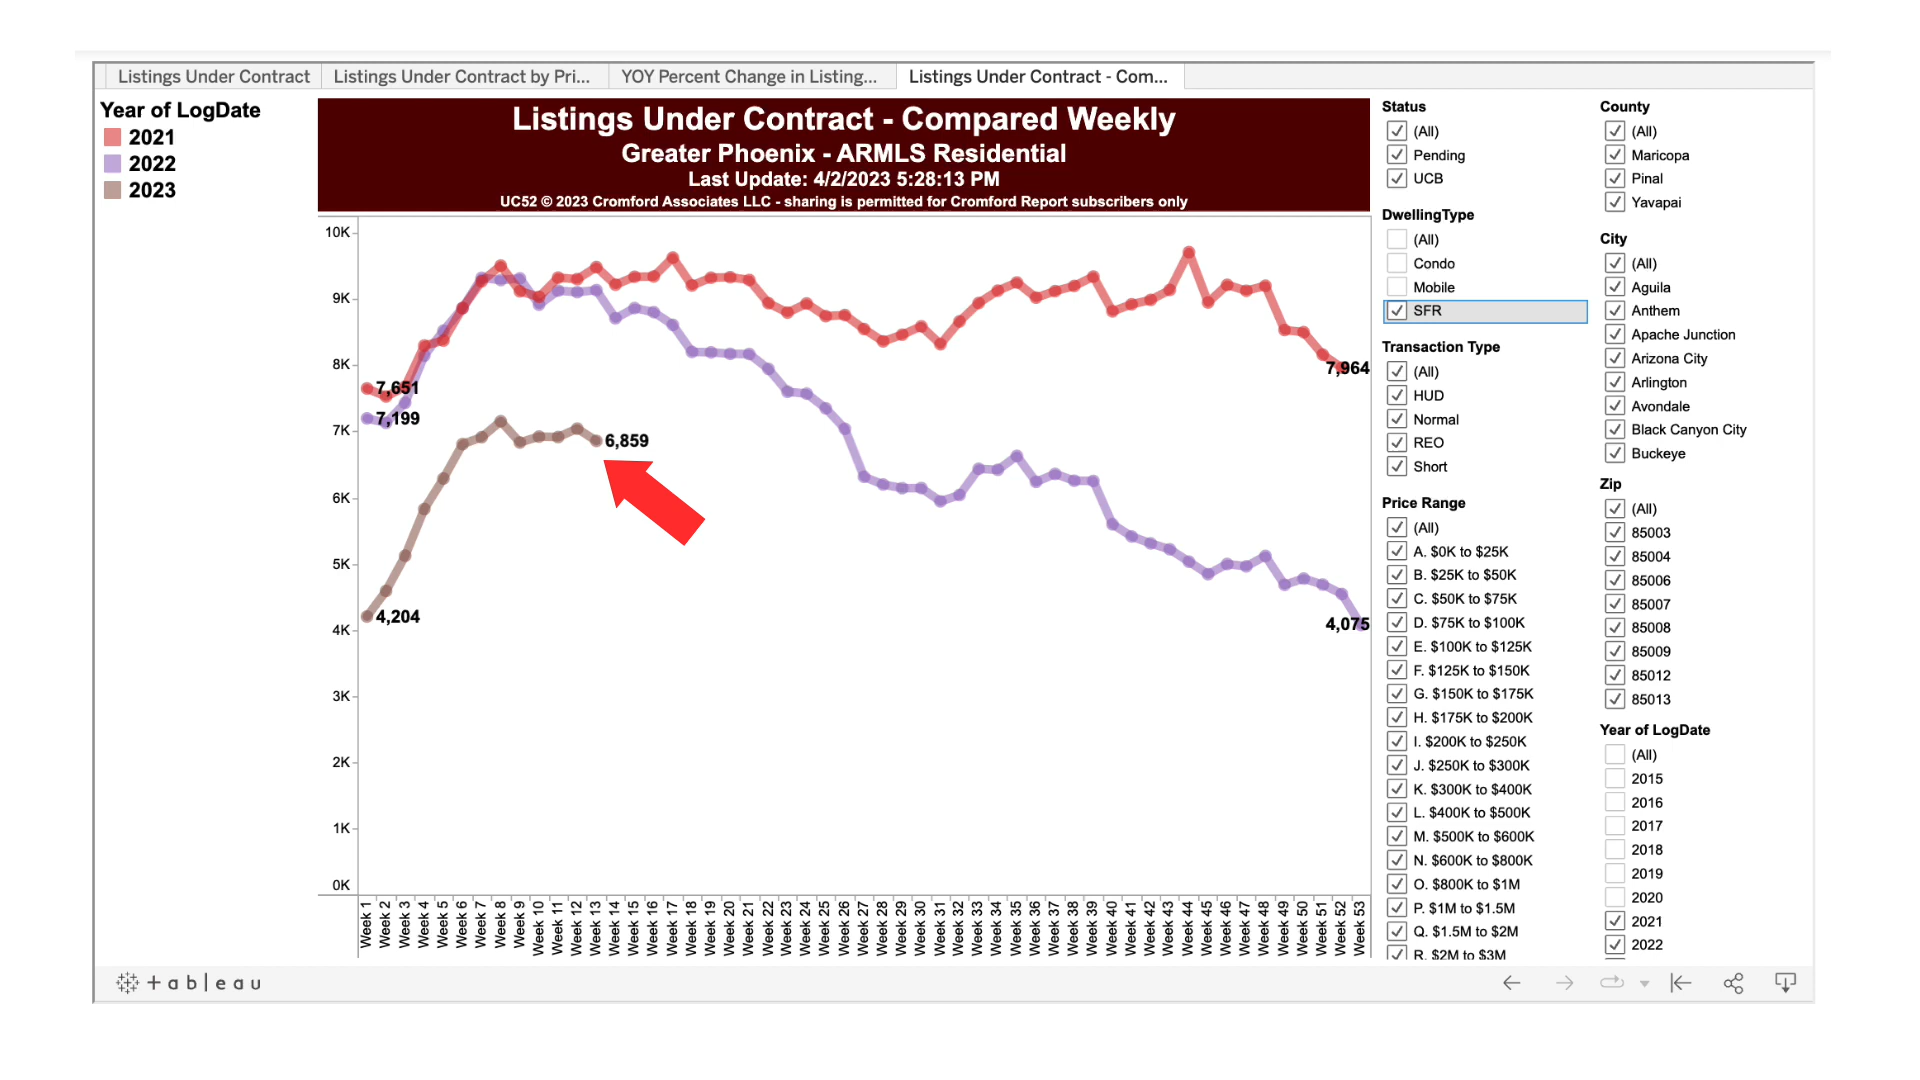 Listings Under Contract
Listings Under Contract by Pri...
YOY Percent Change in Listing...
Listings Under Contract - Com...
Year of LogDate
2021
2022
2023
Listings Under Contract - Compared Weekly
Greater Phoenix - ARMLS Residential
Last Update: 4/2/2023 5:28:13 PM
UC52 © 2023 Cromford Associates LLC - sharing is permitted for Cromford Report subscribers only
10K
9K
8K
7K
6K
5K
4K
3K
2K
1K
0K
7,651
7,199
4,204
6,859
7,964
4,075
Week 1
Week 2
Week 3
Week 4
Week 5
Week 6
Week 7
Week 8
Week 9
Week 10
Week 11
Week 12
Week 13
Week 14
Week 15
Week 16
Week 17
Week 18
Week 19
Week 20
Week 21
Week 22
Week 23
Week 24
Week 25
Week 26
Week 27
Week 28
Week 29
Week 30
Week 31
Week 32
Week 33
Week 34
Week 35
Week 36
Week 37
Week 38
Week 39
Week 40
Week 41
Week 42
Week 43
Week 44
Week 45
Week 46
Week 47
Week 48
Week 49
Week 50
Week 51
Week 52
Week 53
Status
(All)
Pending
UCB
DwellingType
(All)
Condo
Mobile
SFR
Transaction Type
(All)
HUD
Normal
REO
Short
Price Range
(All)
A. $0K to $25K
B. $25K to $50K
C. $50K to $75K
D. $75K to $100K
E. $100K to $125K
F. $125K to $150K
G. $150K to $175K
H. $175K to $200K
I. $200K to $250K
J. $250K to $300K
K. $300K to $400K
L. $400K to $500K
M. $500K to $600K
N. $600K to $800K
O. $800K to $1M
P. $1M to $1.5M
Q. $1.5M to $2M
R. $2M to $3M
County
(All)
Maricopa
Pinal
Yavapai
City
(All)
Aguila
Anthem
Apache Junction
Arizona City
Arlington
Avondale
Black Canyon City
Buckeye
Zip
(All)
85003
85004
85006
85007
85008
85009
85012
85013
Year of LogDate
(All)
2015
2016
2017
2018
2019
2020
2021
2022
+ a b l e a u